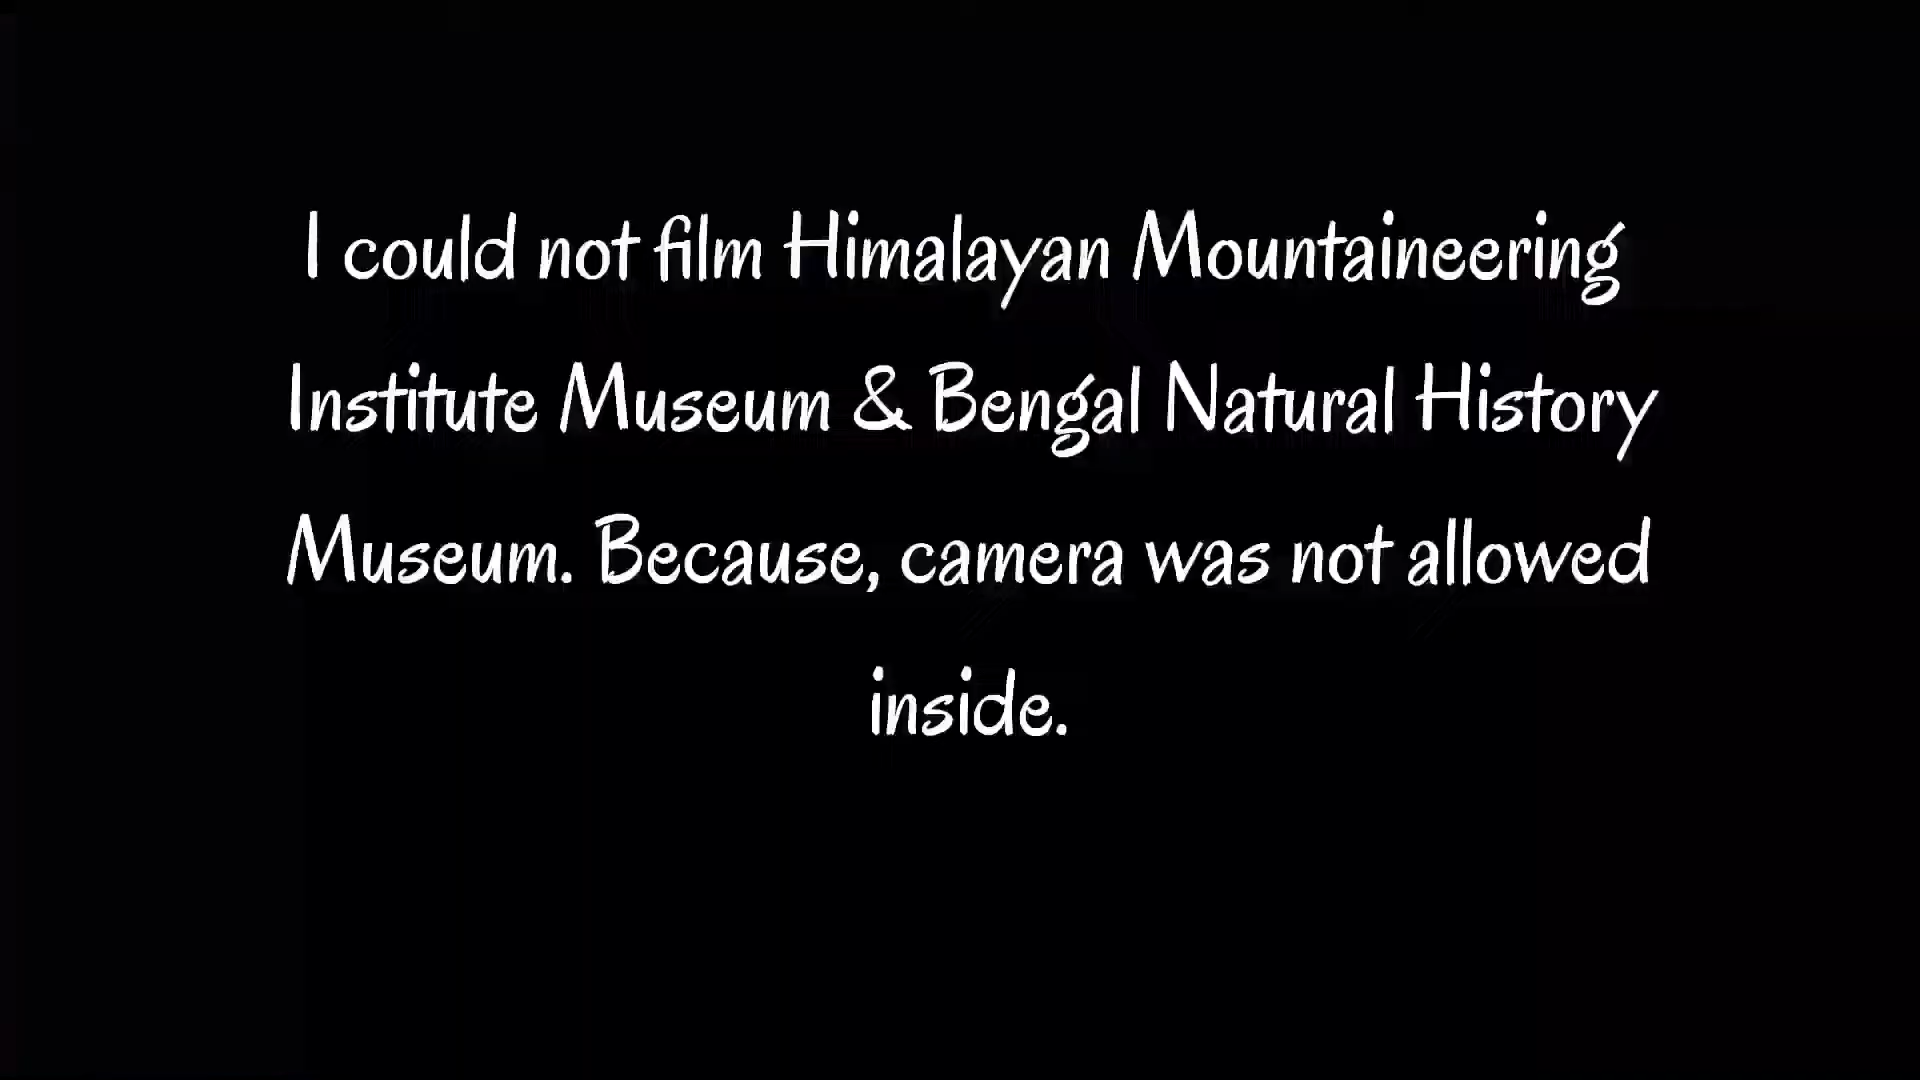 I could not film Himalayan Mountaineering
Institute Museum & Bengal Natural History
Museum. Because, camera was not allowed
inside.